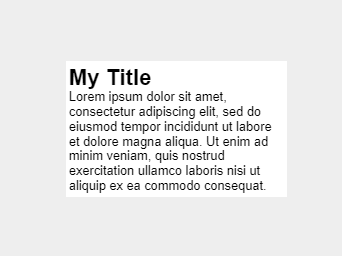 My Title
Lorem ipsum dolor sit amet,
consectetur adipiscing elit, sed do
eiusmod tempor incididunt ut labore
et dolore magna aliqua. Ut enim ad
minim veniam, quis nostrud
exercitation ullamco laboris nisi ut
aliquip ex ea commodo consequat.